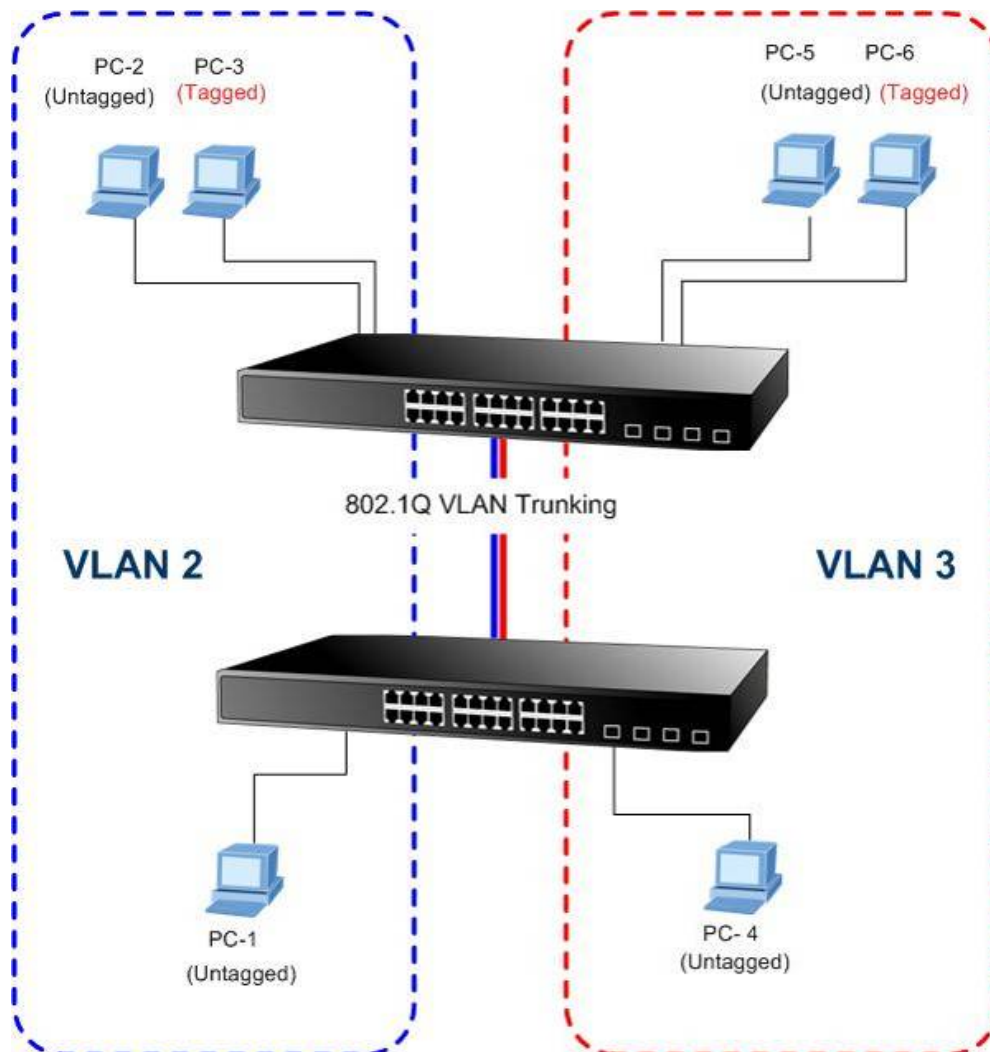 PC-2 PC-3
(Untagged) (Tagged)
PC-5 PC-6
(Untagged) (Tagged)
802.1Q VLAN Trunking
VLAN 2
VLAN 3
PC-1
(Untagged)
PC- 4
(Untagged)